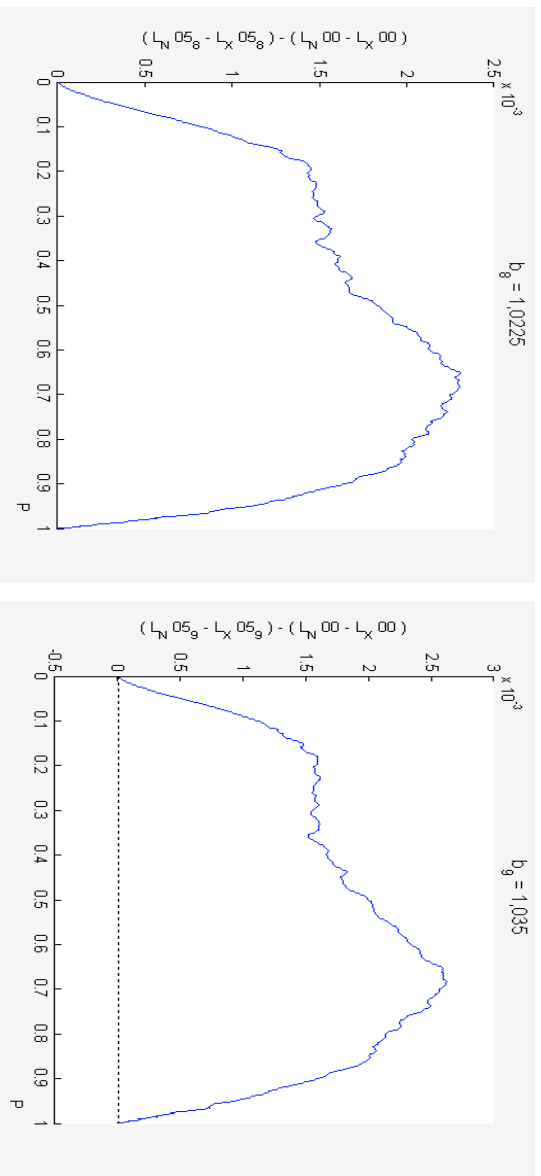 b8 = 1,0225
x 10-3
2.5
2
1.5
1
0.5
0
0 0.1 0.2 0.3 0.4 0.5 0.6 0.7 0.8 0.9 1
P
( LN 058 - LX 058 ) - ( LN 00 - LX 00 )
b9 = 1,035
x 10-3
3
2.5
2
1.5
1
0.5
0
-0.5
0 0.1 0.2 0.3 0.4 0.5 0.6 0.7 0.8 0.9 1
P
( LN 059 - LX 059 ) - ( LN 00 - LX 00 )